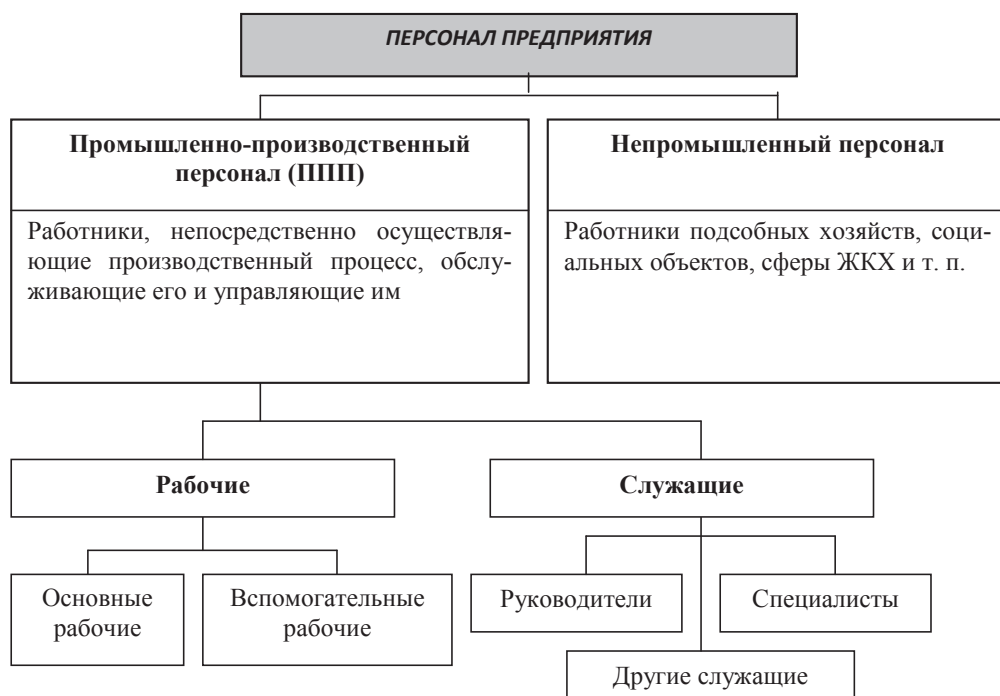 ПЕРСОНАЛ ПРЕДПРИЯТИЯ
Промышленно-производственный
персонал (ППП)
Работники, непосредственно осуществля-
ющие производственный процесс, обслу-
живающие его и управляющие им
Непромышленный персонал
Работники подсобных хозяйств, соци-
альных объектов, сферы ЖКХ и т. п.
Рабочие
Служащие
Основные
рабочие
Вспомогательные
рабочие
Руководители
Специалисты
Другие служащие